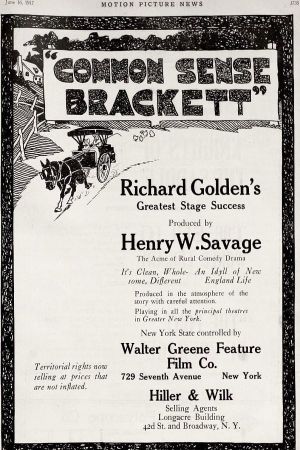 June 16, 1917
MOTION PICTURE NEWS
"COMMON SENSE
BRACKETT"
Richard Golden's
Greatest Stage Success
Produced by
Henry W. Savage
The Acme of Rural Comedy Drama
It's Clean, Whole- An Idyll of New
some, Different England Life
Produced in the atmosphere of the
story with careful attention.
Playing in all the principal theatres
in Greater New York.
New York State controlled by
Walter Greene Feature
Film Co.
729 Seventh Avenue New York
Territorial rights now
selling at prices that
are not inflated.
Hiller & Wilk
Selling Agents
Longacre Building
42d St. and Broadway, N. Y.